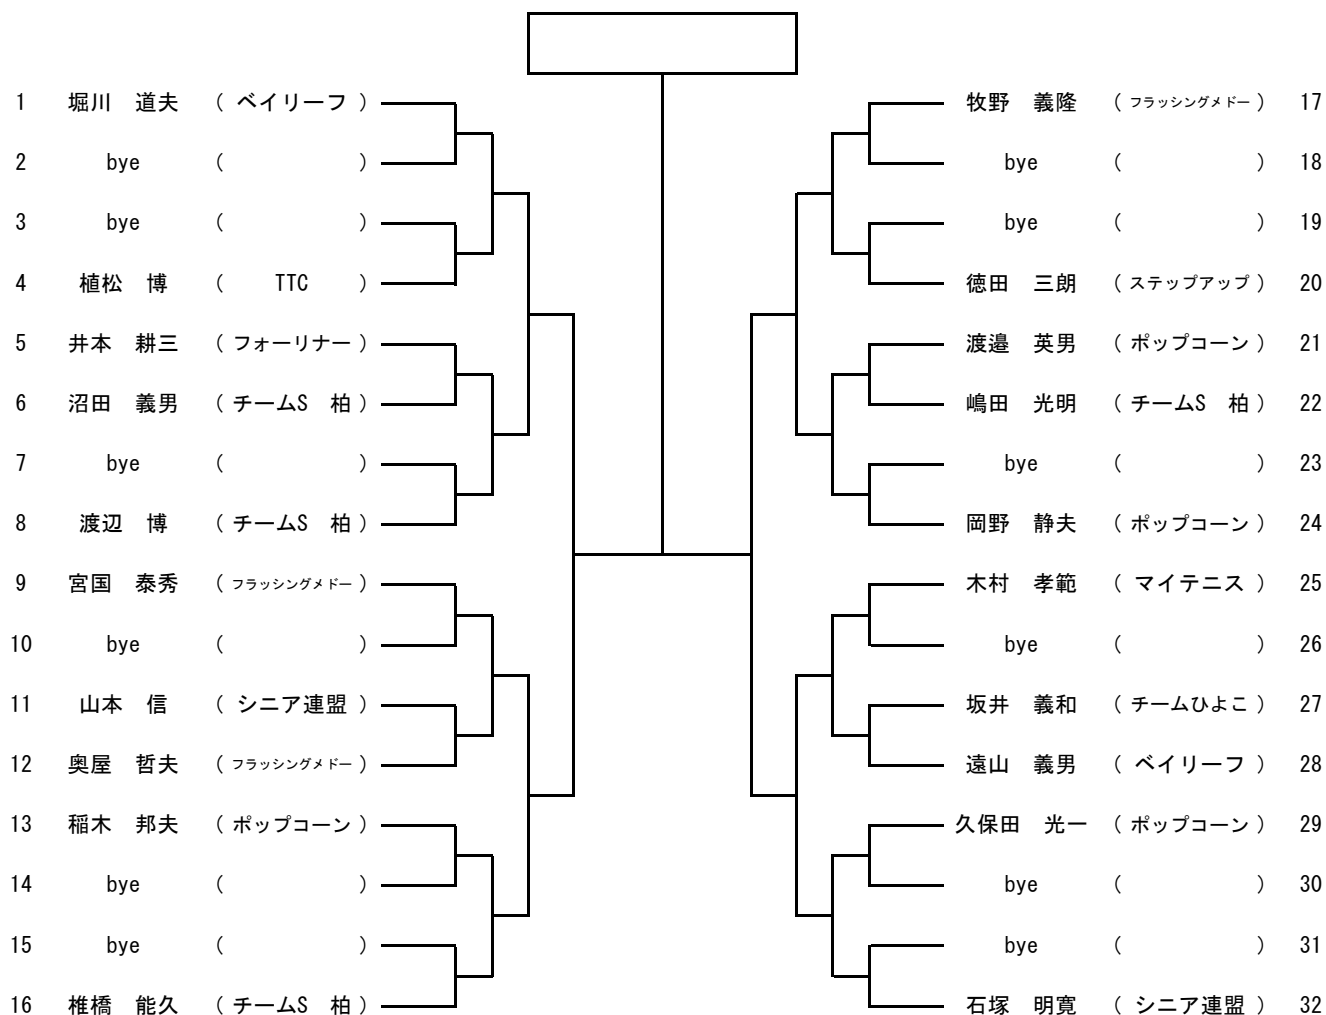 1 堀川 道夫 ( ベイリーフ )
2 bye ( )
3 bye ( )
4 植松 博 ( TTC )
5 井本 耕三 ( フォーリナー )
6 沼田 義男 ( チームS 柏 )
7 bye ( )
8 渡辺 博 ( チームS 柏 )
9 宮国 泰秀 ( フラッシングメドー )
10 bye ( )
11 山本 信 ( シニア連盟 )
12 奥屋 哲夫 ( フラッシングメドー )
13 稲木 邦夫 ( ポップコーン )
14 bye ( )
15 bye ( )
16 椎橋 能久 ( チームS 柏 )
牧野 義隆 ( フラッシングメドー ) 17
bye ( ) 18
bye ( ) 19
徳田 三朗 ( ステップアップ ) 20
渡邉 英男 ( ポップコーン ) 21
嶋田 光明 ( チームS 柏 ) 22
bye ( ) 23
岡野 静夫 ( ポップコーン ) 24
木村 孝範 ( マイテニス ) 25
bye ( ) 26
坂井 義和 ( チームひよこ ) 27
遠山 義男 ( ベイリーフ ) 28
久保田 光一 ( ポップコーン ) 29
bye ( ) 30
bye ( ) 31
石塚 明寛 ( シニア連盟 ) 32